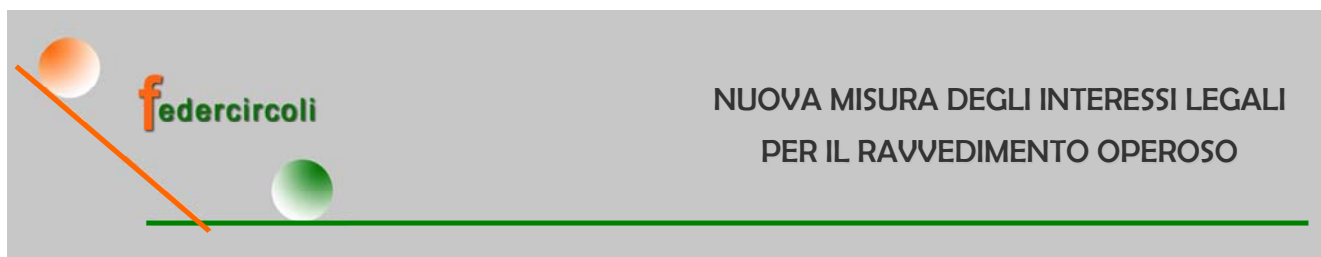 federcircoli
NUOVA MISURA DEGLI INTERESSI LEGALI
PER IL RAVVEDIMENTO OPEROSO